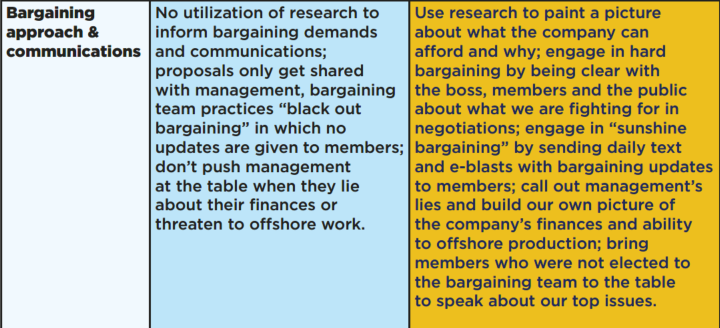 Bargaining
approach &
communications
No utilization of research to
inform bargaining demands
and communications;
proposals only get shared
with management, bargaining
team practices “black out
bargaining” in which no
updates are given to members;
don’t push management
at the table when they lie
about their finances or
threaten to offshore work.
Use research to paint a picture
about what the company can
afford and why; engage in hard
bargaining by being clear with
the boss, members and the public
about what we are fighting for in
negotiations; engage in “sunshine
bargaining” by sending daily text
and e-blasts with bargaining updates
to members; call out management’s
lies and build our own picture of
the company’s finances and ability
to offshore production; bring
members who were not elected to
the bargaining team to the table
to speak about our top issues.